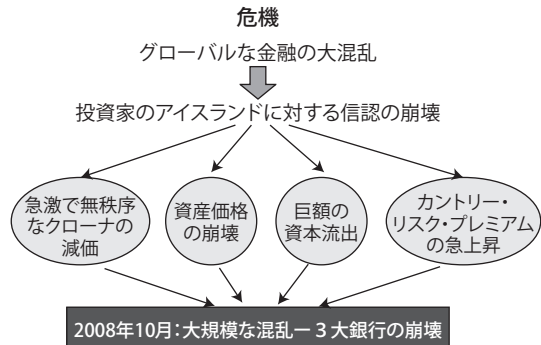 危機
グローバルな金融の大混乱
投資家のアイスランドに対する信認の崩壊
急激で無秩序
なクローナの
減価
資産価格
の崩壊
巨額の
資本流出
カントリー・
リスク・プレミアム
の急上昇
2008年10月:大規模な混乱ー3大銀行の崩壊